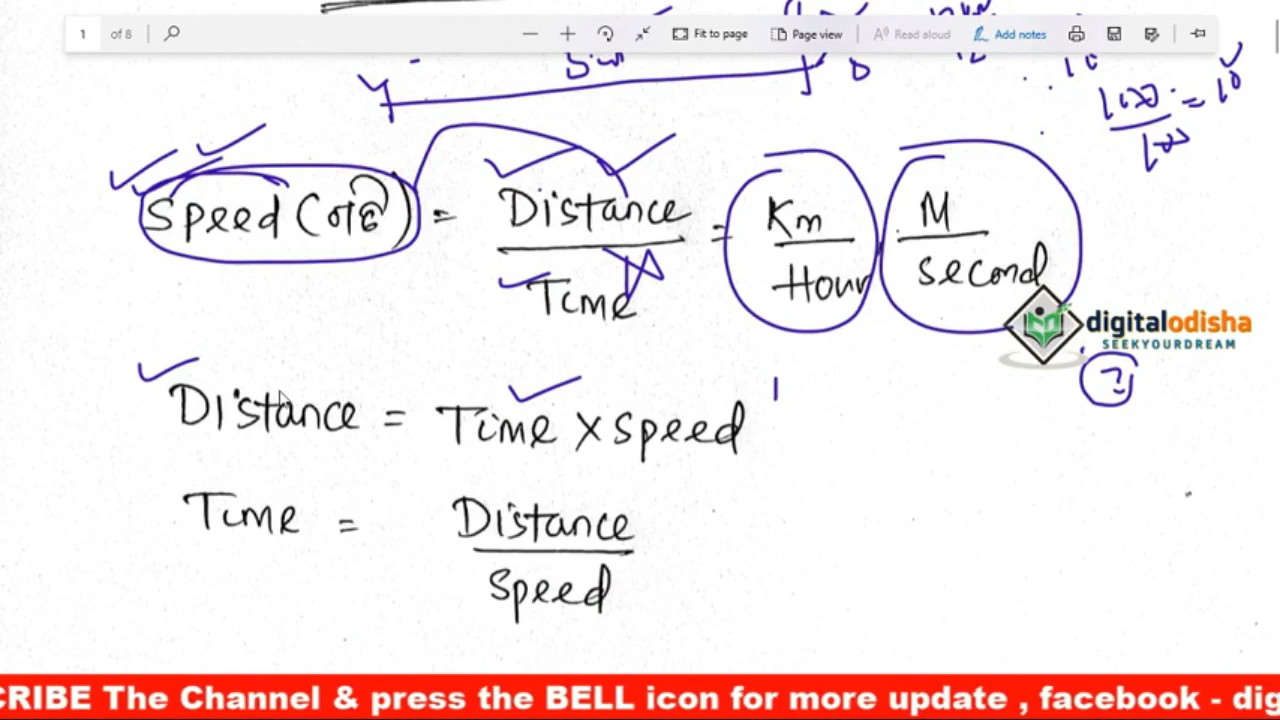 1 of 8 Fit to page Page view Read aloud Add notes
Speed (ବେଗ) = Distance / Time = Km / Hour , M / second
digitalodisha
SEEKYOURDREAM
Distance = Time × Speed
Time = Distance / Speed
CRIBE The Channel & press the BELL icon for more update , facebook - dig